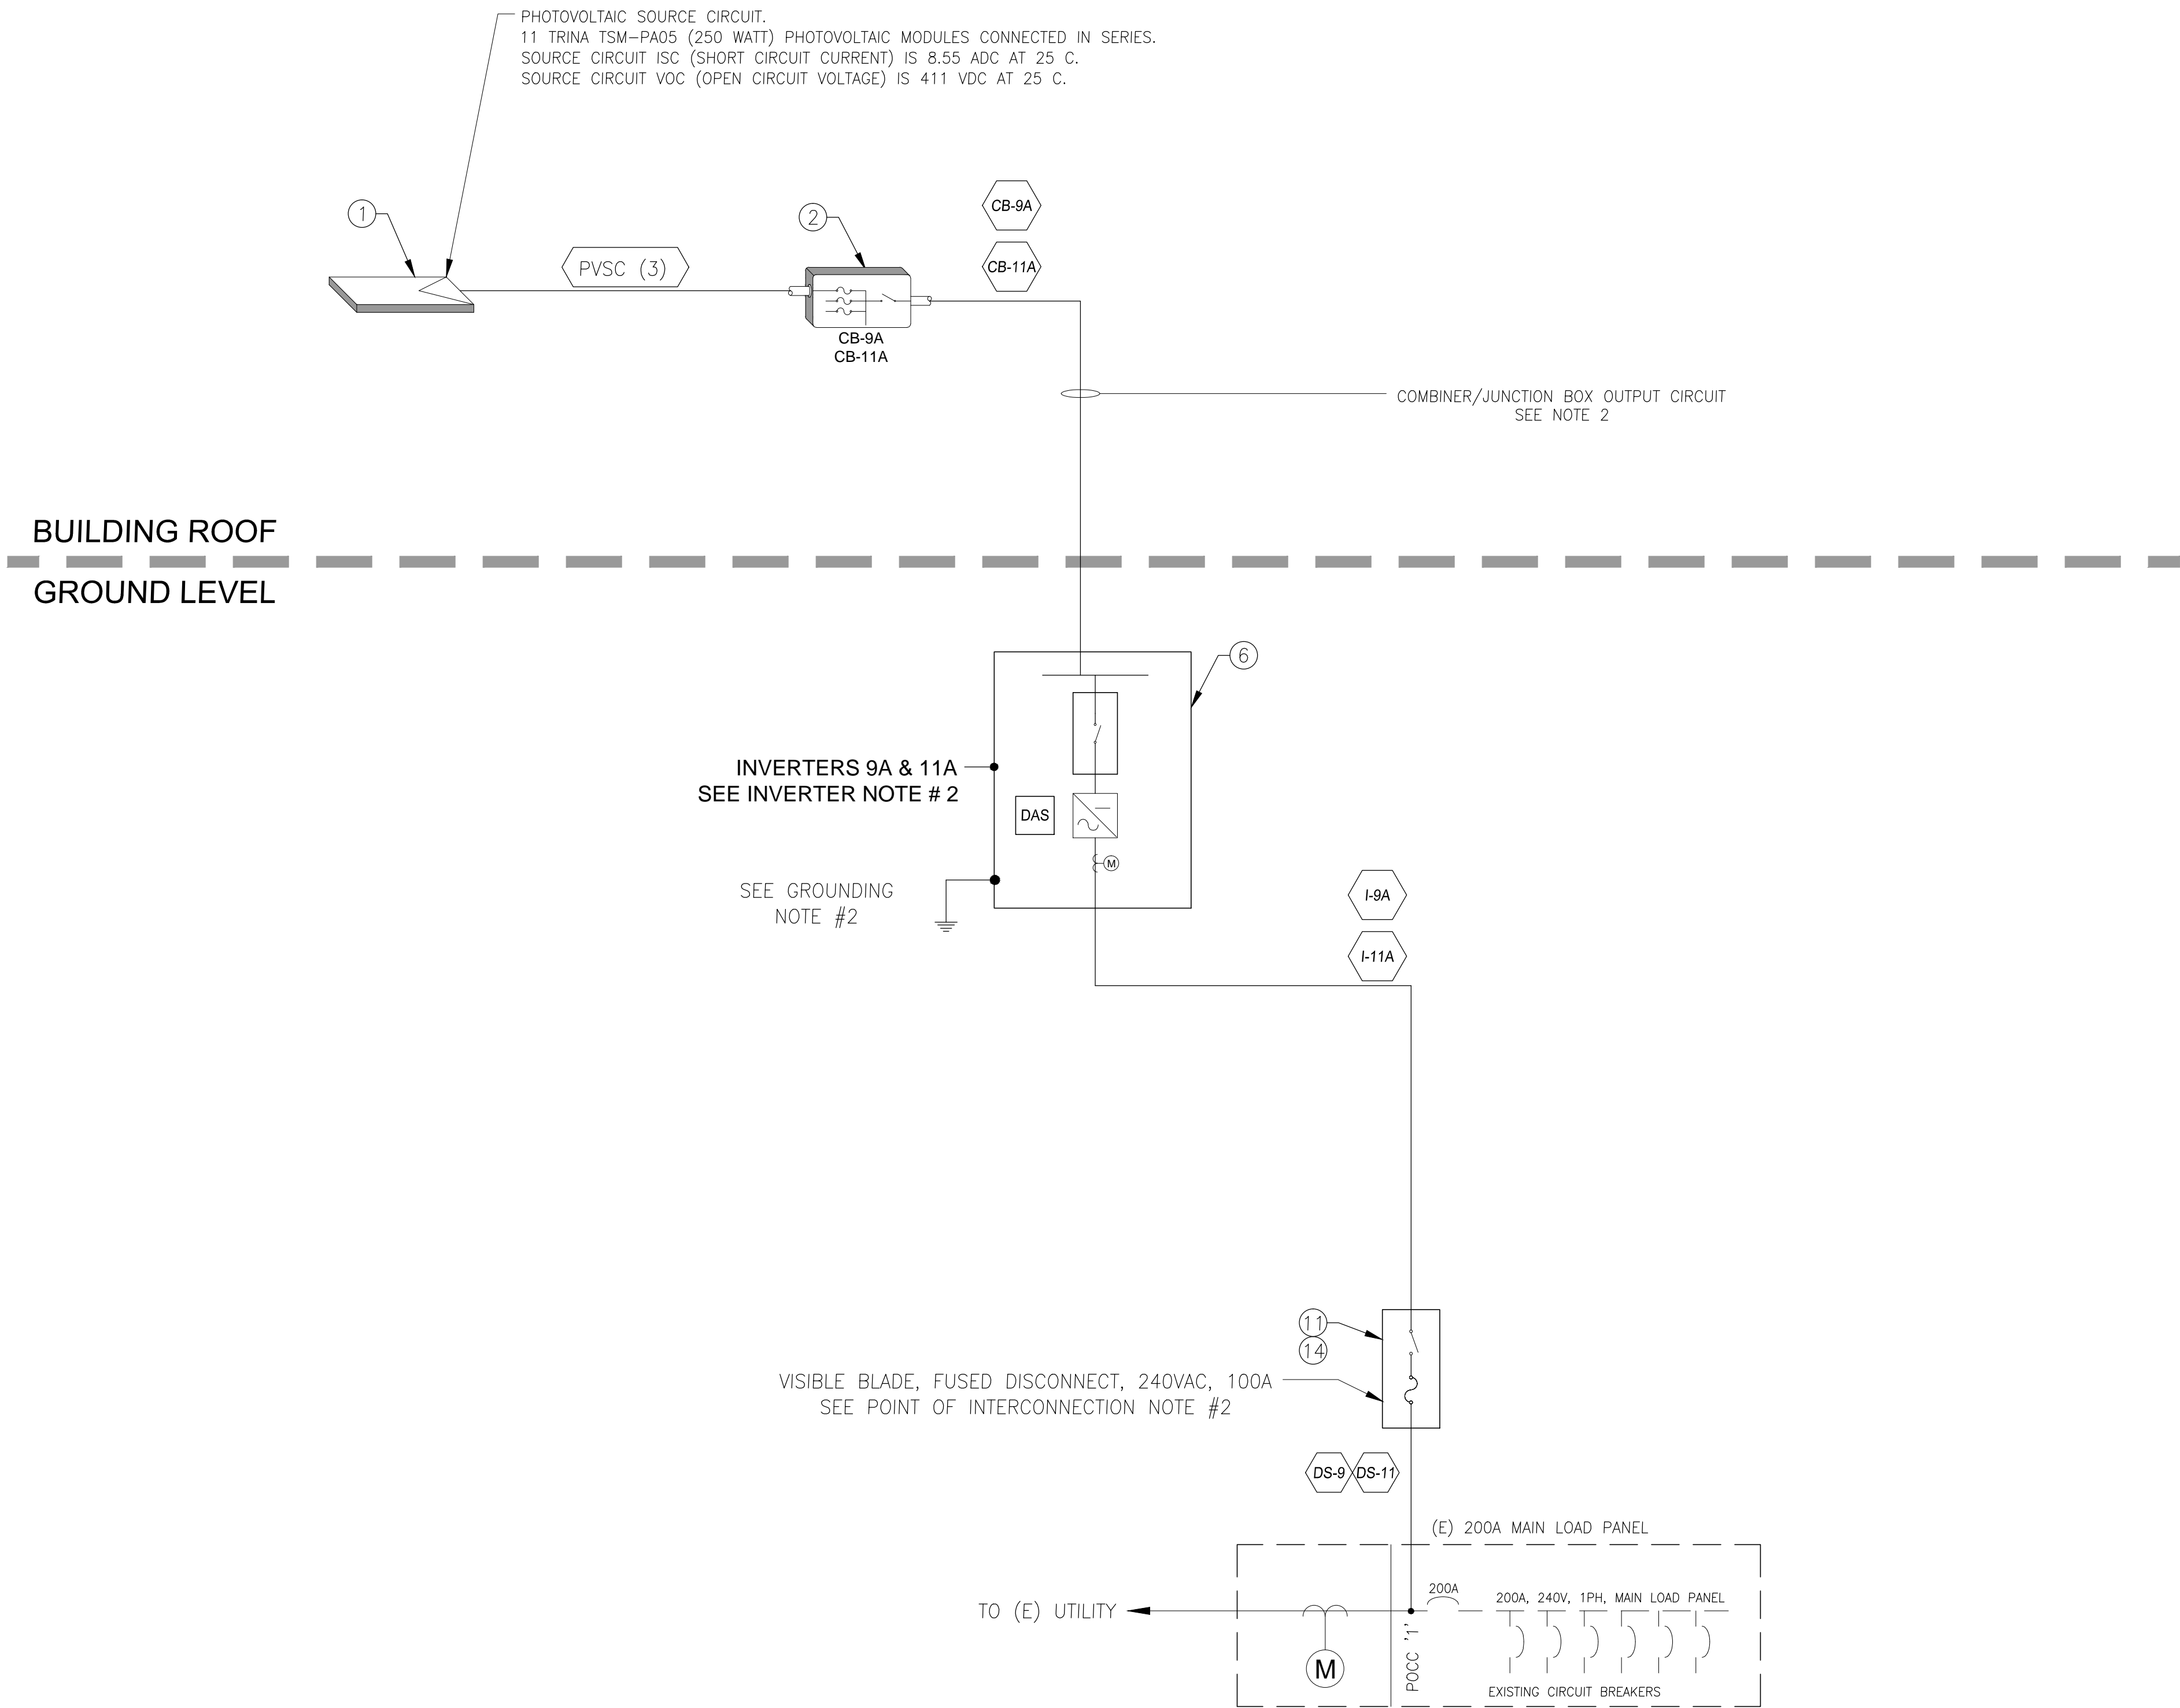 PHOTOVOLTAIC SOURCE CIRCUIT.
11 TRINA TSM-PA05 (250 WATT) PHOTOVOLTAIC MODULES CONNECTED IN SERIES.
SOURCE CIRCUIT ISC (SHORT CIRCUIT CURRENT) IS 8.55 ADC AT 25 C.
SOURCE CIRCUIT VOC (OPEN CIRCUIT VOLTAGE) IS 411 VDC AT 25 C.
1
2
CB-9A
PVSC (3)
CB-11A
CB-9A
CB-11A
COMBINER/JUNCTION BOX OUTPUT CIRCUIT
SEE NOTE 2
BUILDING ROOF
GROUND LEVEL
6
INVERTERS 9A & 11A
SEE INVERTER NOTE # 2
DAS
M
SEE GROUNDING
NOTE #2
I-9A
I-11A
11
14
VISIBLE BLADE, FUSED DISCONNECT, 240VAC, 100A
SEE POINT OF INTERCONNECTION NOTE #2
DS-9
DS-11
(E) 200A MAIN LOAD PANEL
200A
200A, 240V, 1PH, MAIN LOAD PANEL
TO (E) UTILITY
POCC '1'
M
EXISTING CIRCUIT BREAKERS